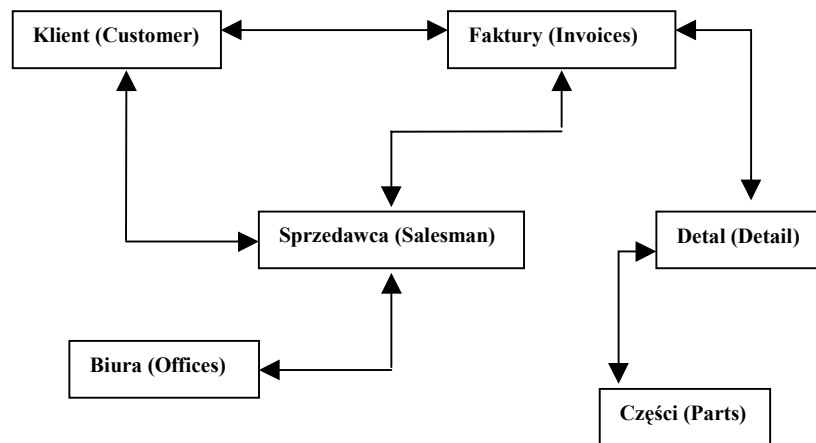 Klient (Customer)
Faktury (Invoices)
Sprzedawca (Salesman)
Detal (Detail)
Biura (Offices)
Części (Parts)